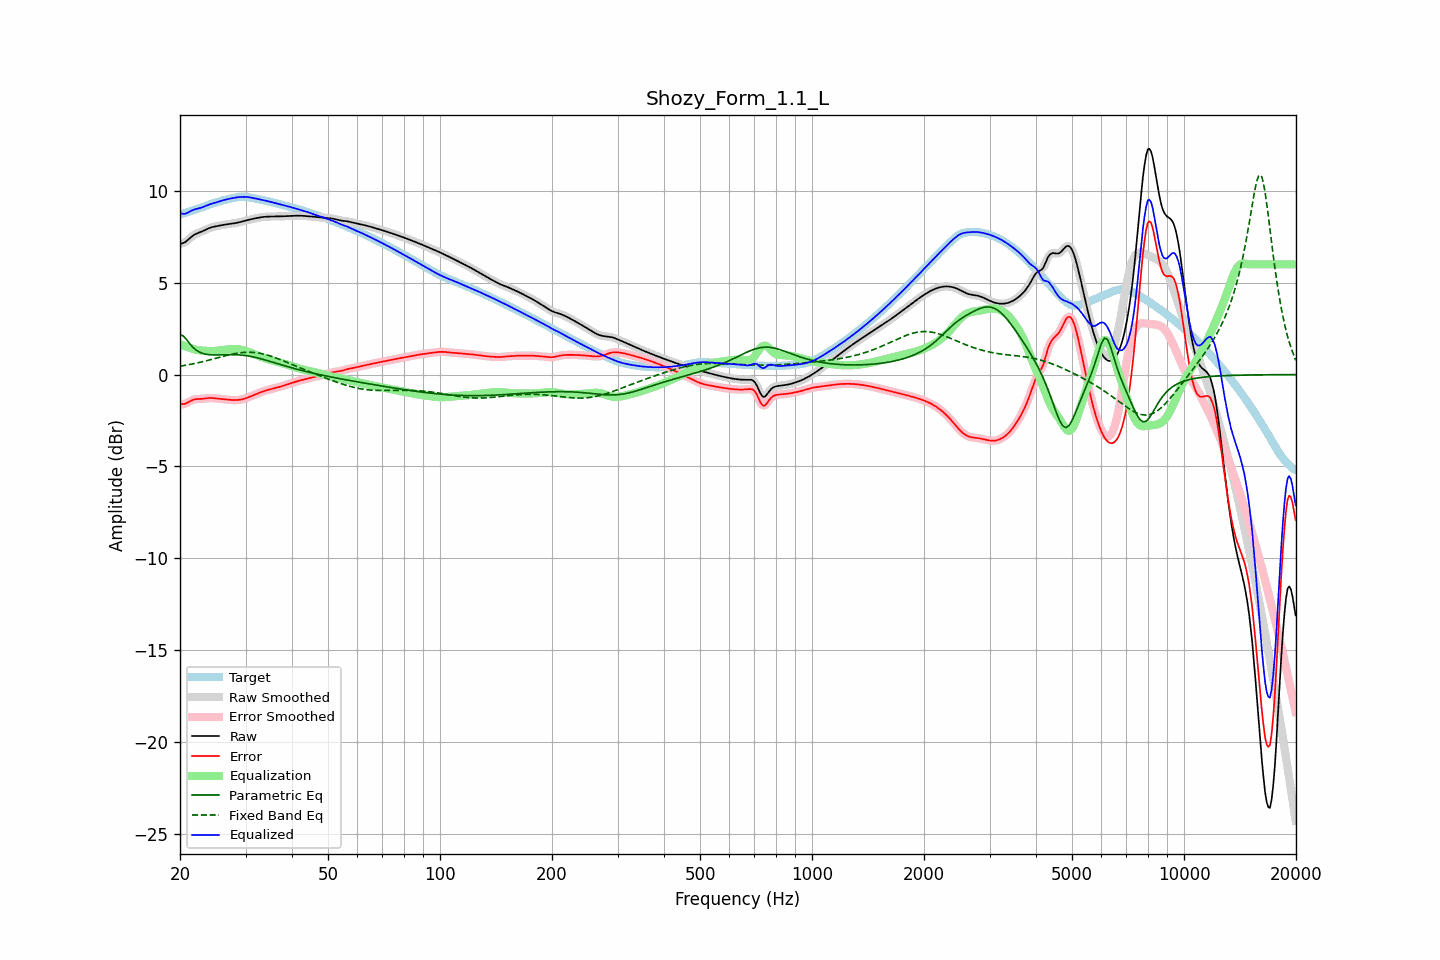 Shozy_Form_1.1_L
Amplitude (dBr)
10
5
0
−5
−10
−15
−20
−25
Target
Raw Smoothed
Error Smoothed
Raw
Error
Equalization
Parametric Eq
Fixed Band Eq
Equalized
20 50 100 200 500 1000 2000 5000 10000 20000
Frequency (Hz)